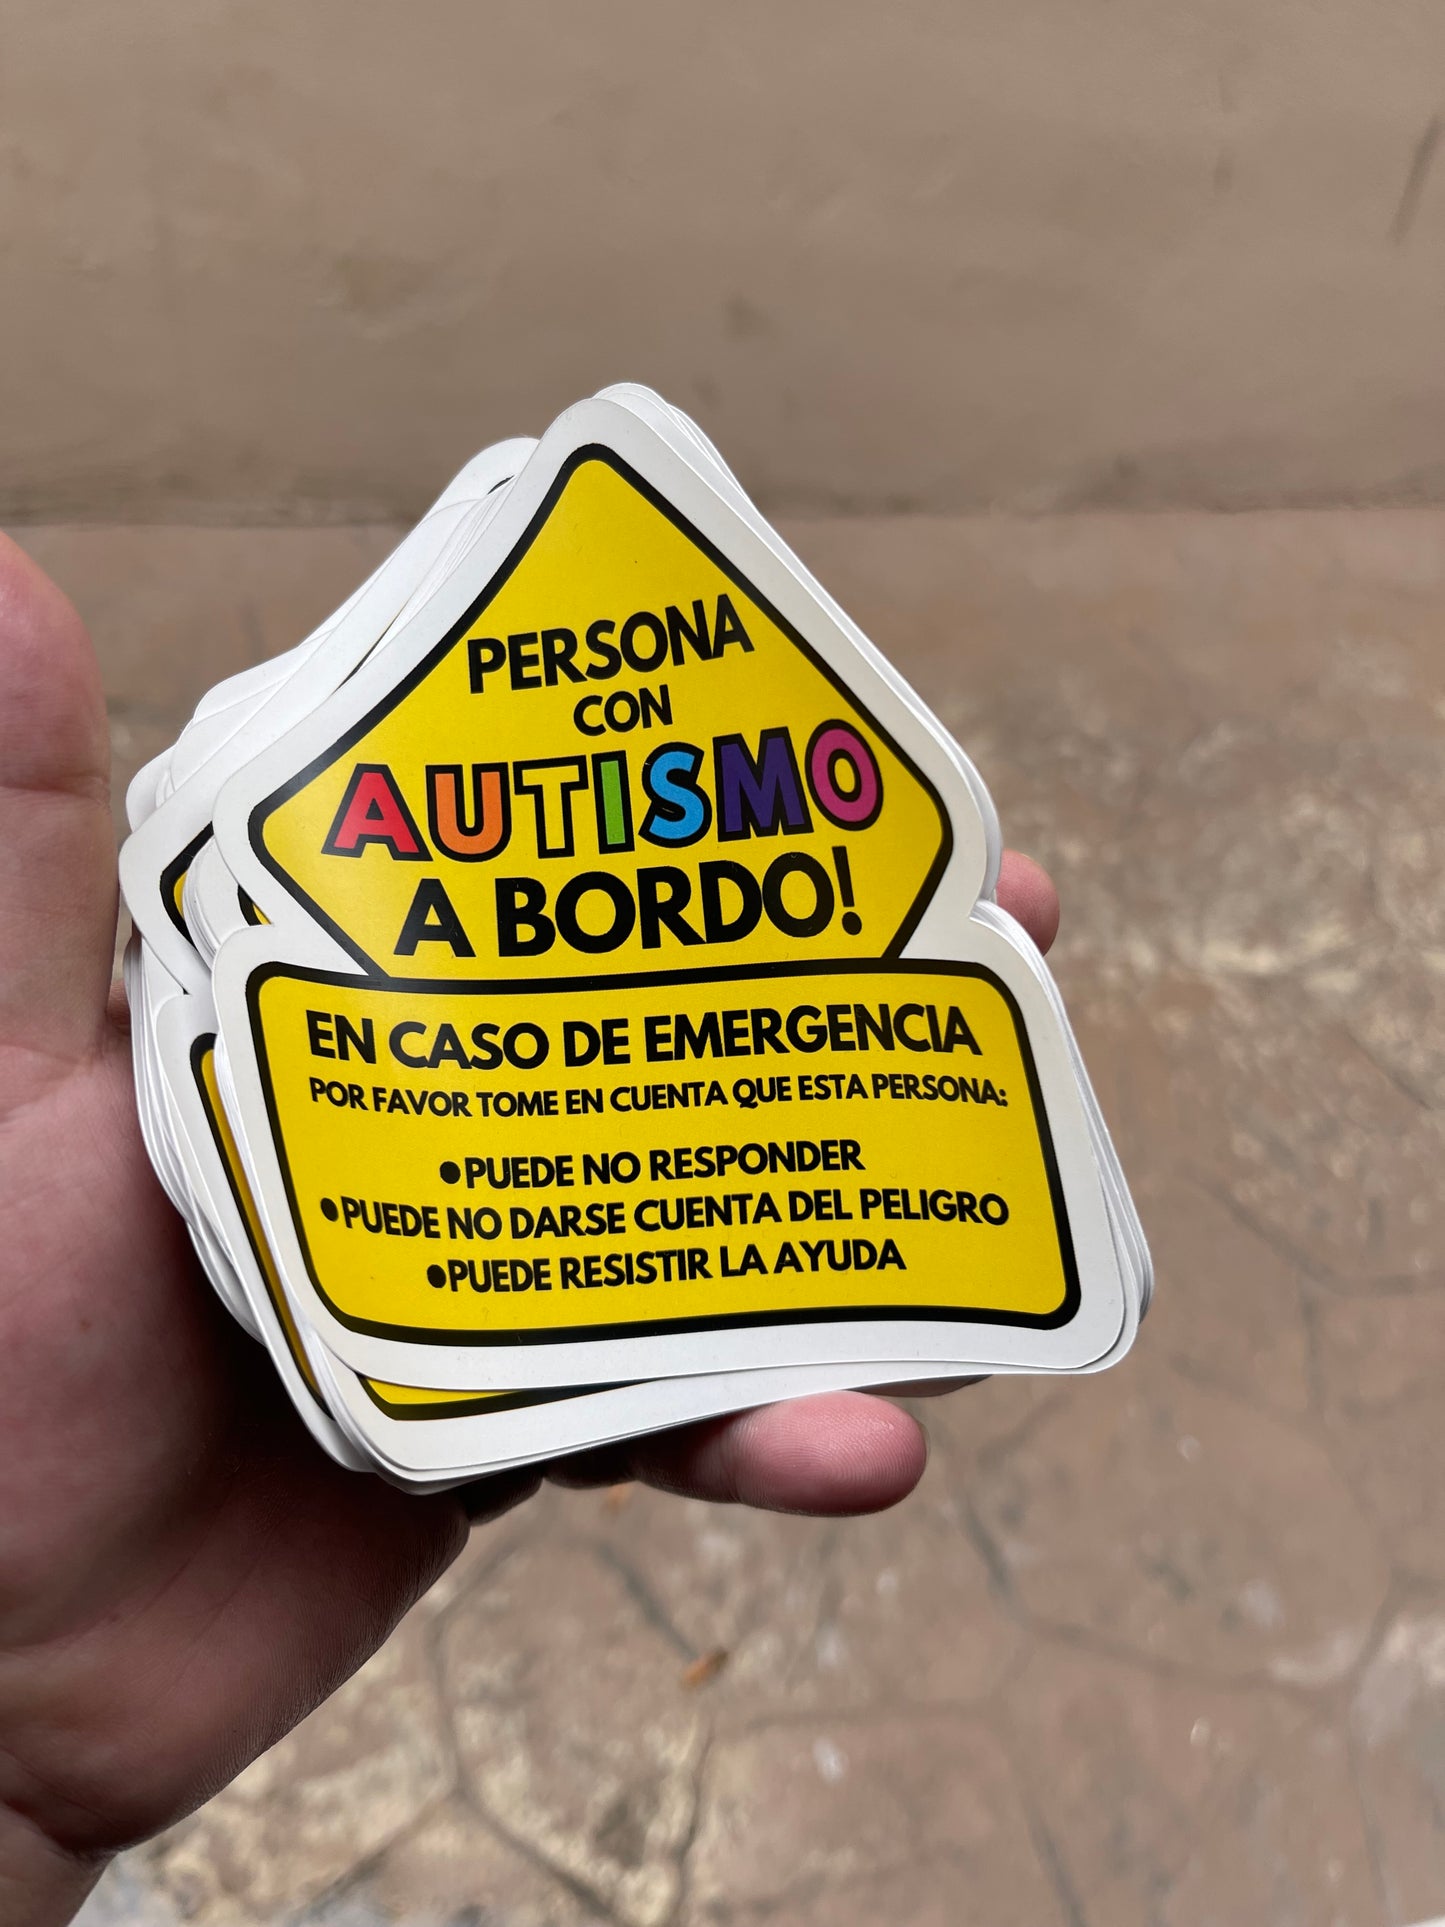 PERSONA
CON
AUTISMO
A BORDO!
EN CASO DE EMERGENCIA
POR FAVOR TOME EN CUENTA QUE ESTA PERSONA:
•PUEDE NO RESPONDER
•PUEDE NO DARSE CUENTA DEL PELIGRO
•PUEDE RESISTIR LA AYUDA